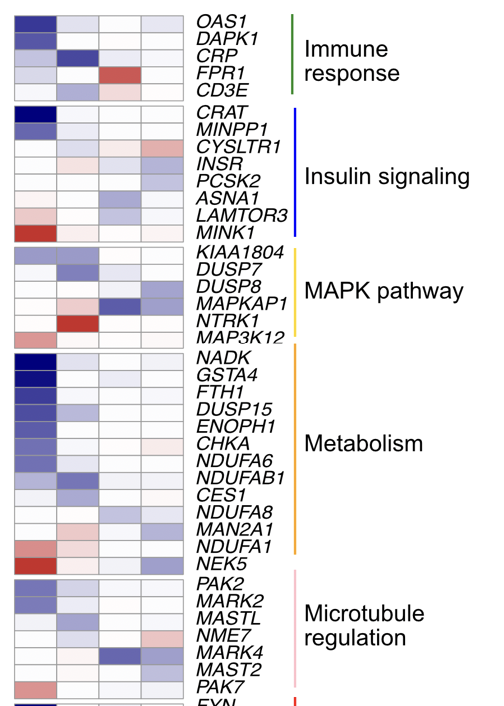 OAS1
DAPK1
CRP
FPR1
CD3E
Immune
response
CRAT
MINPP1
CYSLTR1
INSR
PCSK2
ASNA1
LAMTOR3
MINK1
Insulin signaling
KIAA1804
DUSP7
DUSP8
MAPKAP1
NTRK1
MAP3K12
MAPK pathway
NADK
GSTA4
FTH1
DUSP15
ENOPH1
CHKA
NDUFA6
NDUFAB1
CES1
NDUFA8
MAN2A1
NDUFA1
NEK5
Metabolism
PAK2
MARK2
MASTL
NME7
MARK4
MAST2
PAK7
Microtubule
regulation